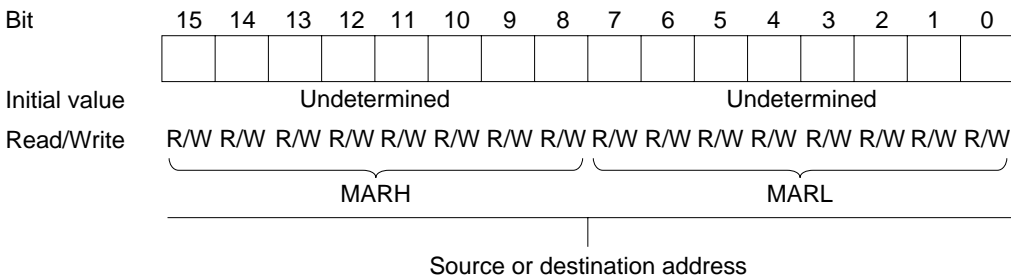 Bit 15 14 13 12 11 10 9 8 7 6 5 4 3 2 1 0
Initial value Undetermined Undetermined
Read/Write R/W R/W R/W R/W R/W R/W R/W R/W R/W R/W R/W R/W R/W R/W R/W R/W
MARH MARL
Source or destination address